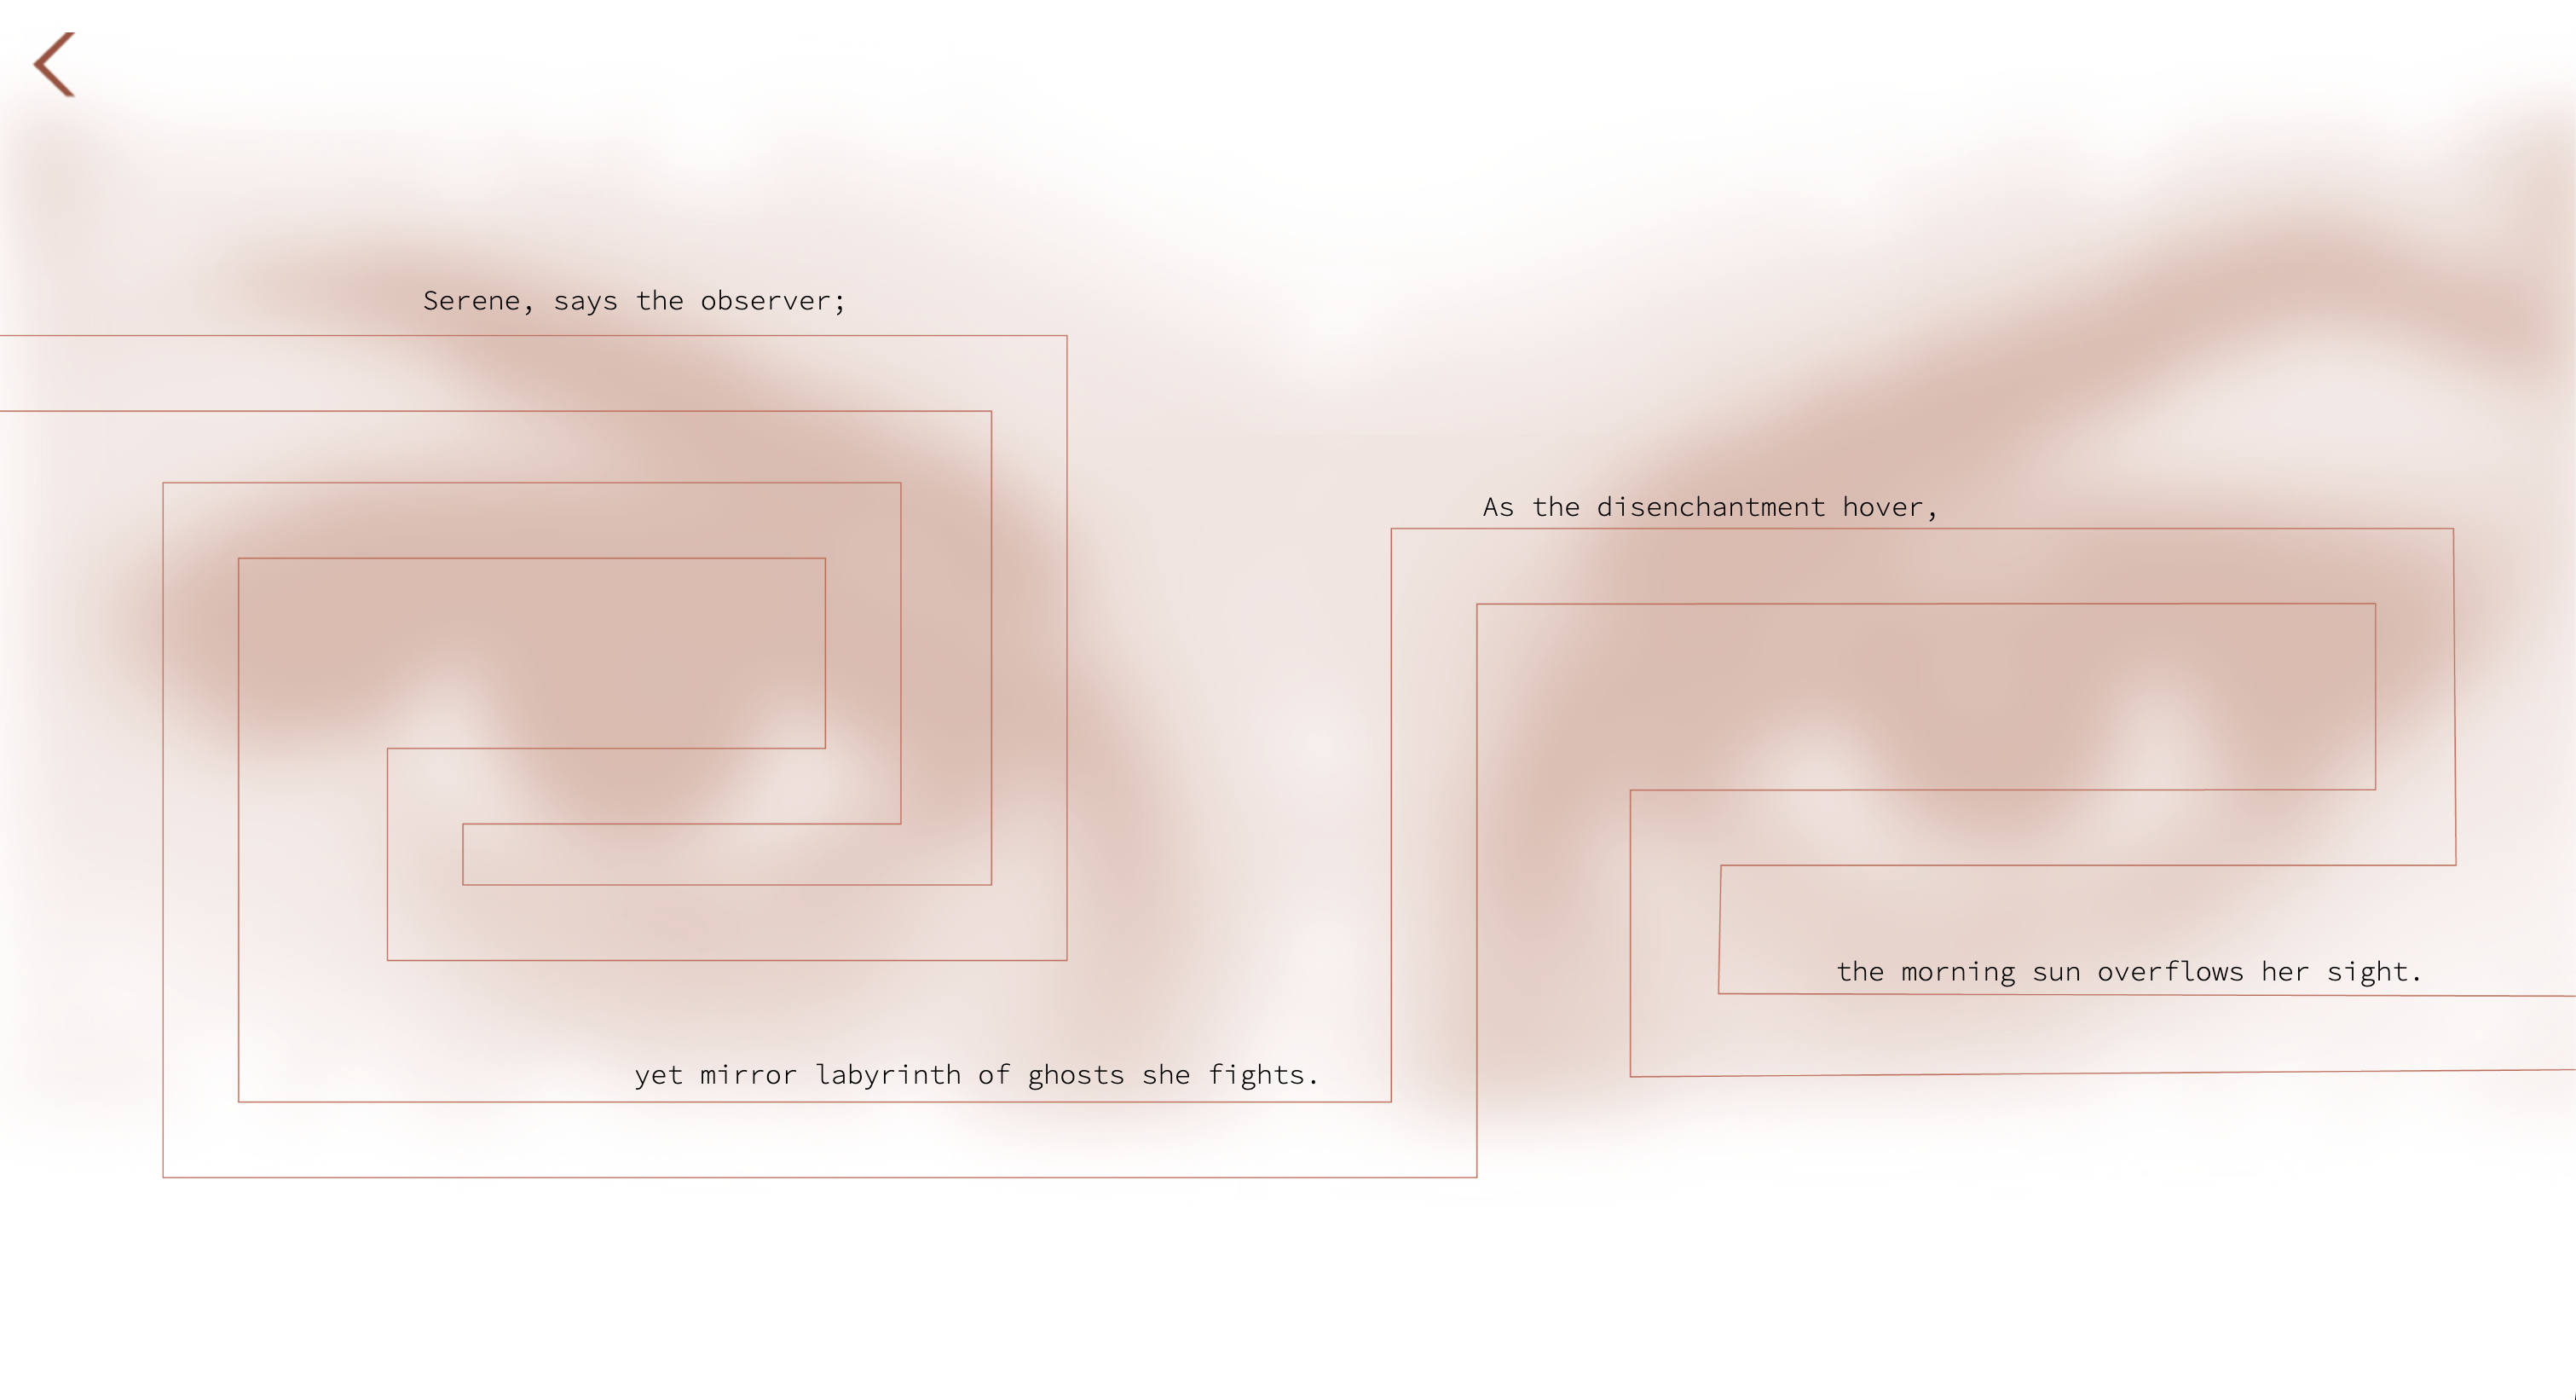 Serene, says the observer;
yet mirror labyrinth of ghosts she fights.
As the disenchantment hover,
the morning sun overflows her sight.